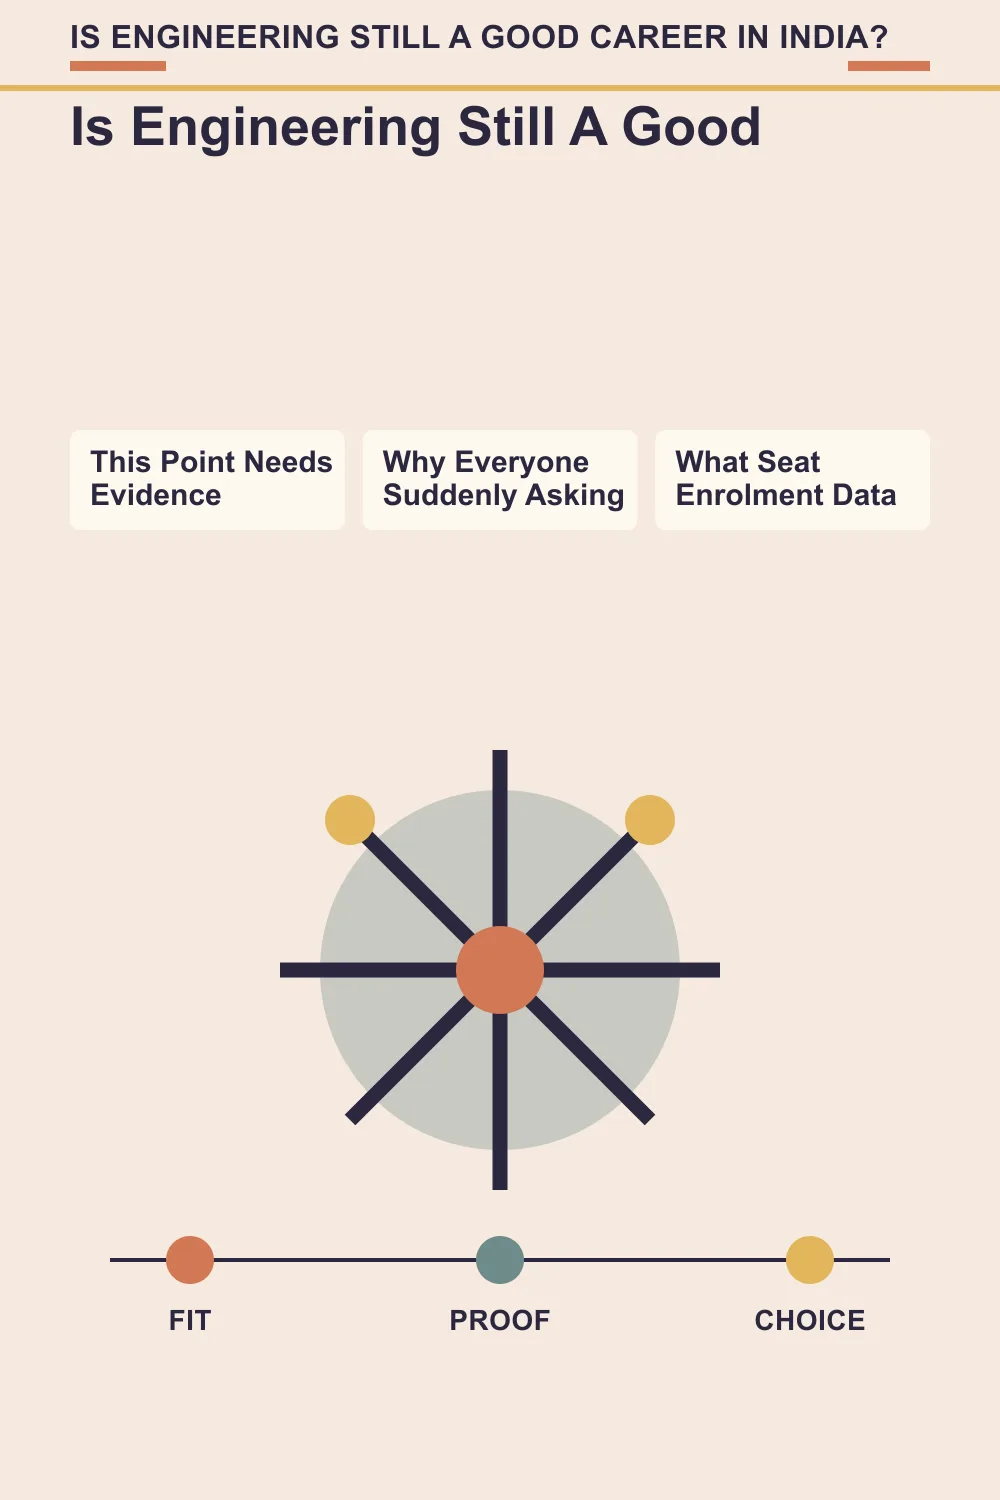 IS ENGINEERING STILL A GOOD CAREER IN INDIA?
Is Engineering Still A Good
This Point Needs
Evidence
Why Everyone
Suddenly Asking
What Seat
Enrolment Data
FIT
PROOF
CHOICE